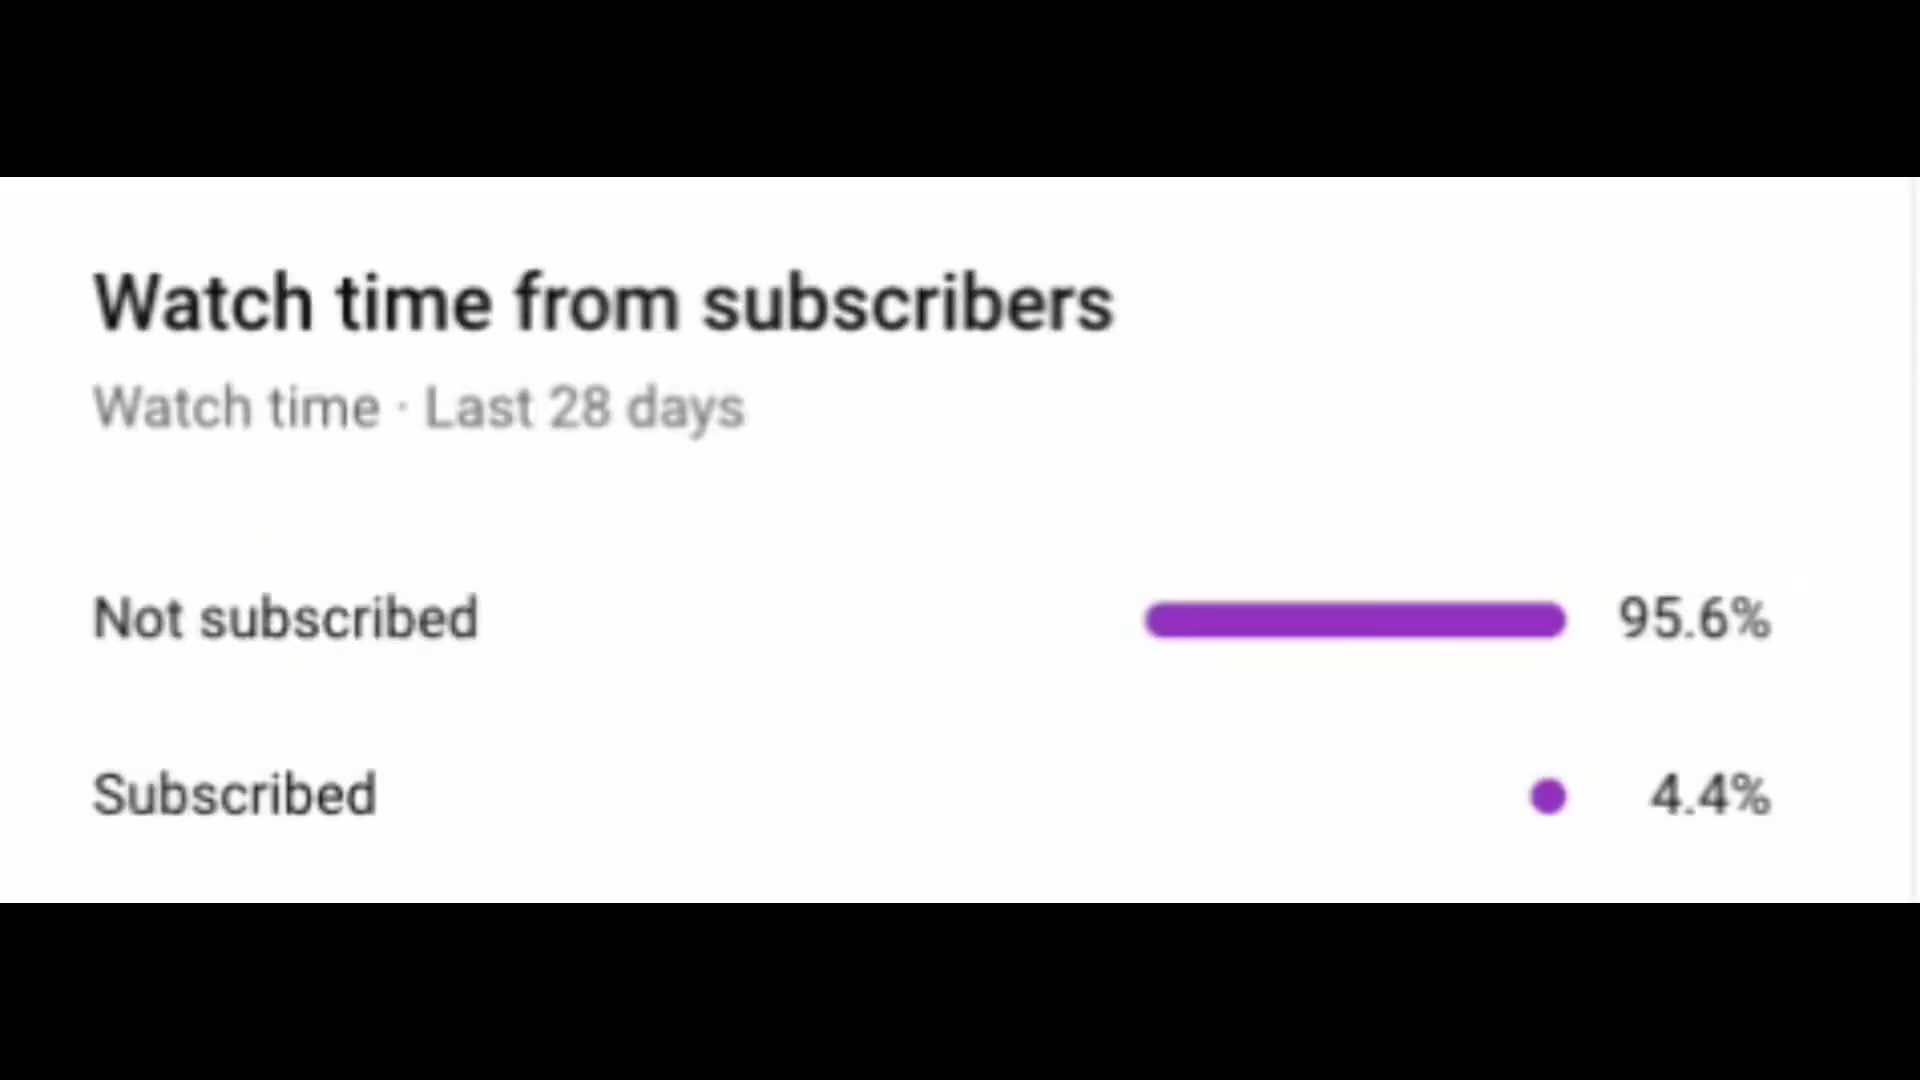 Watch time from subscribers
Watch time · Last 28 days
Not subscribed 95.6%
Subscribed 4.4%